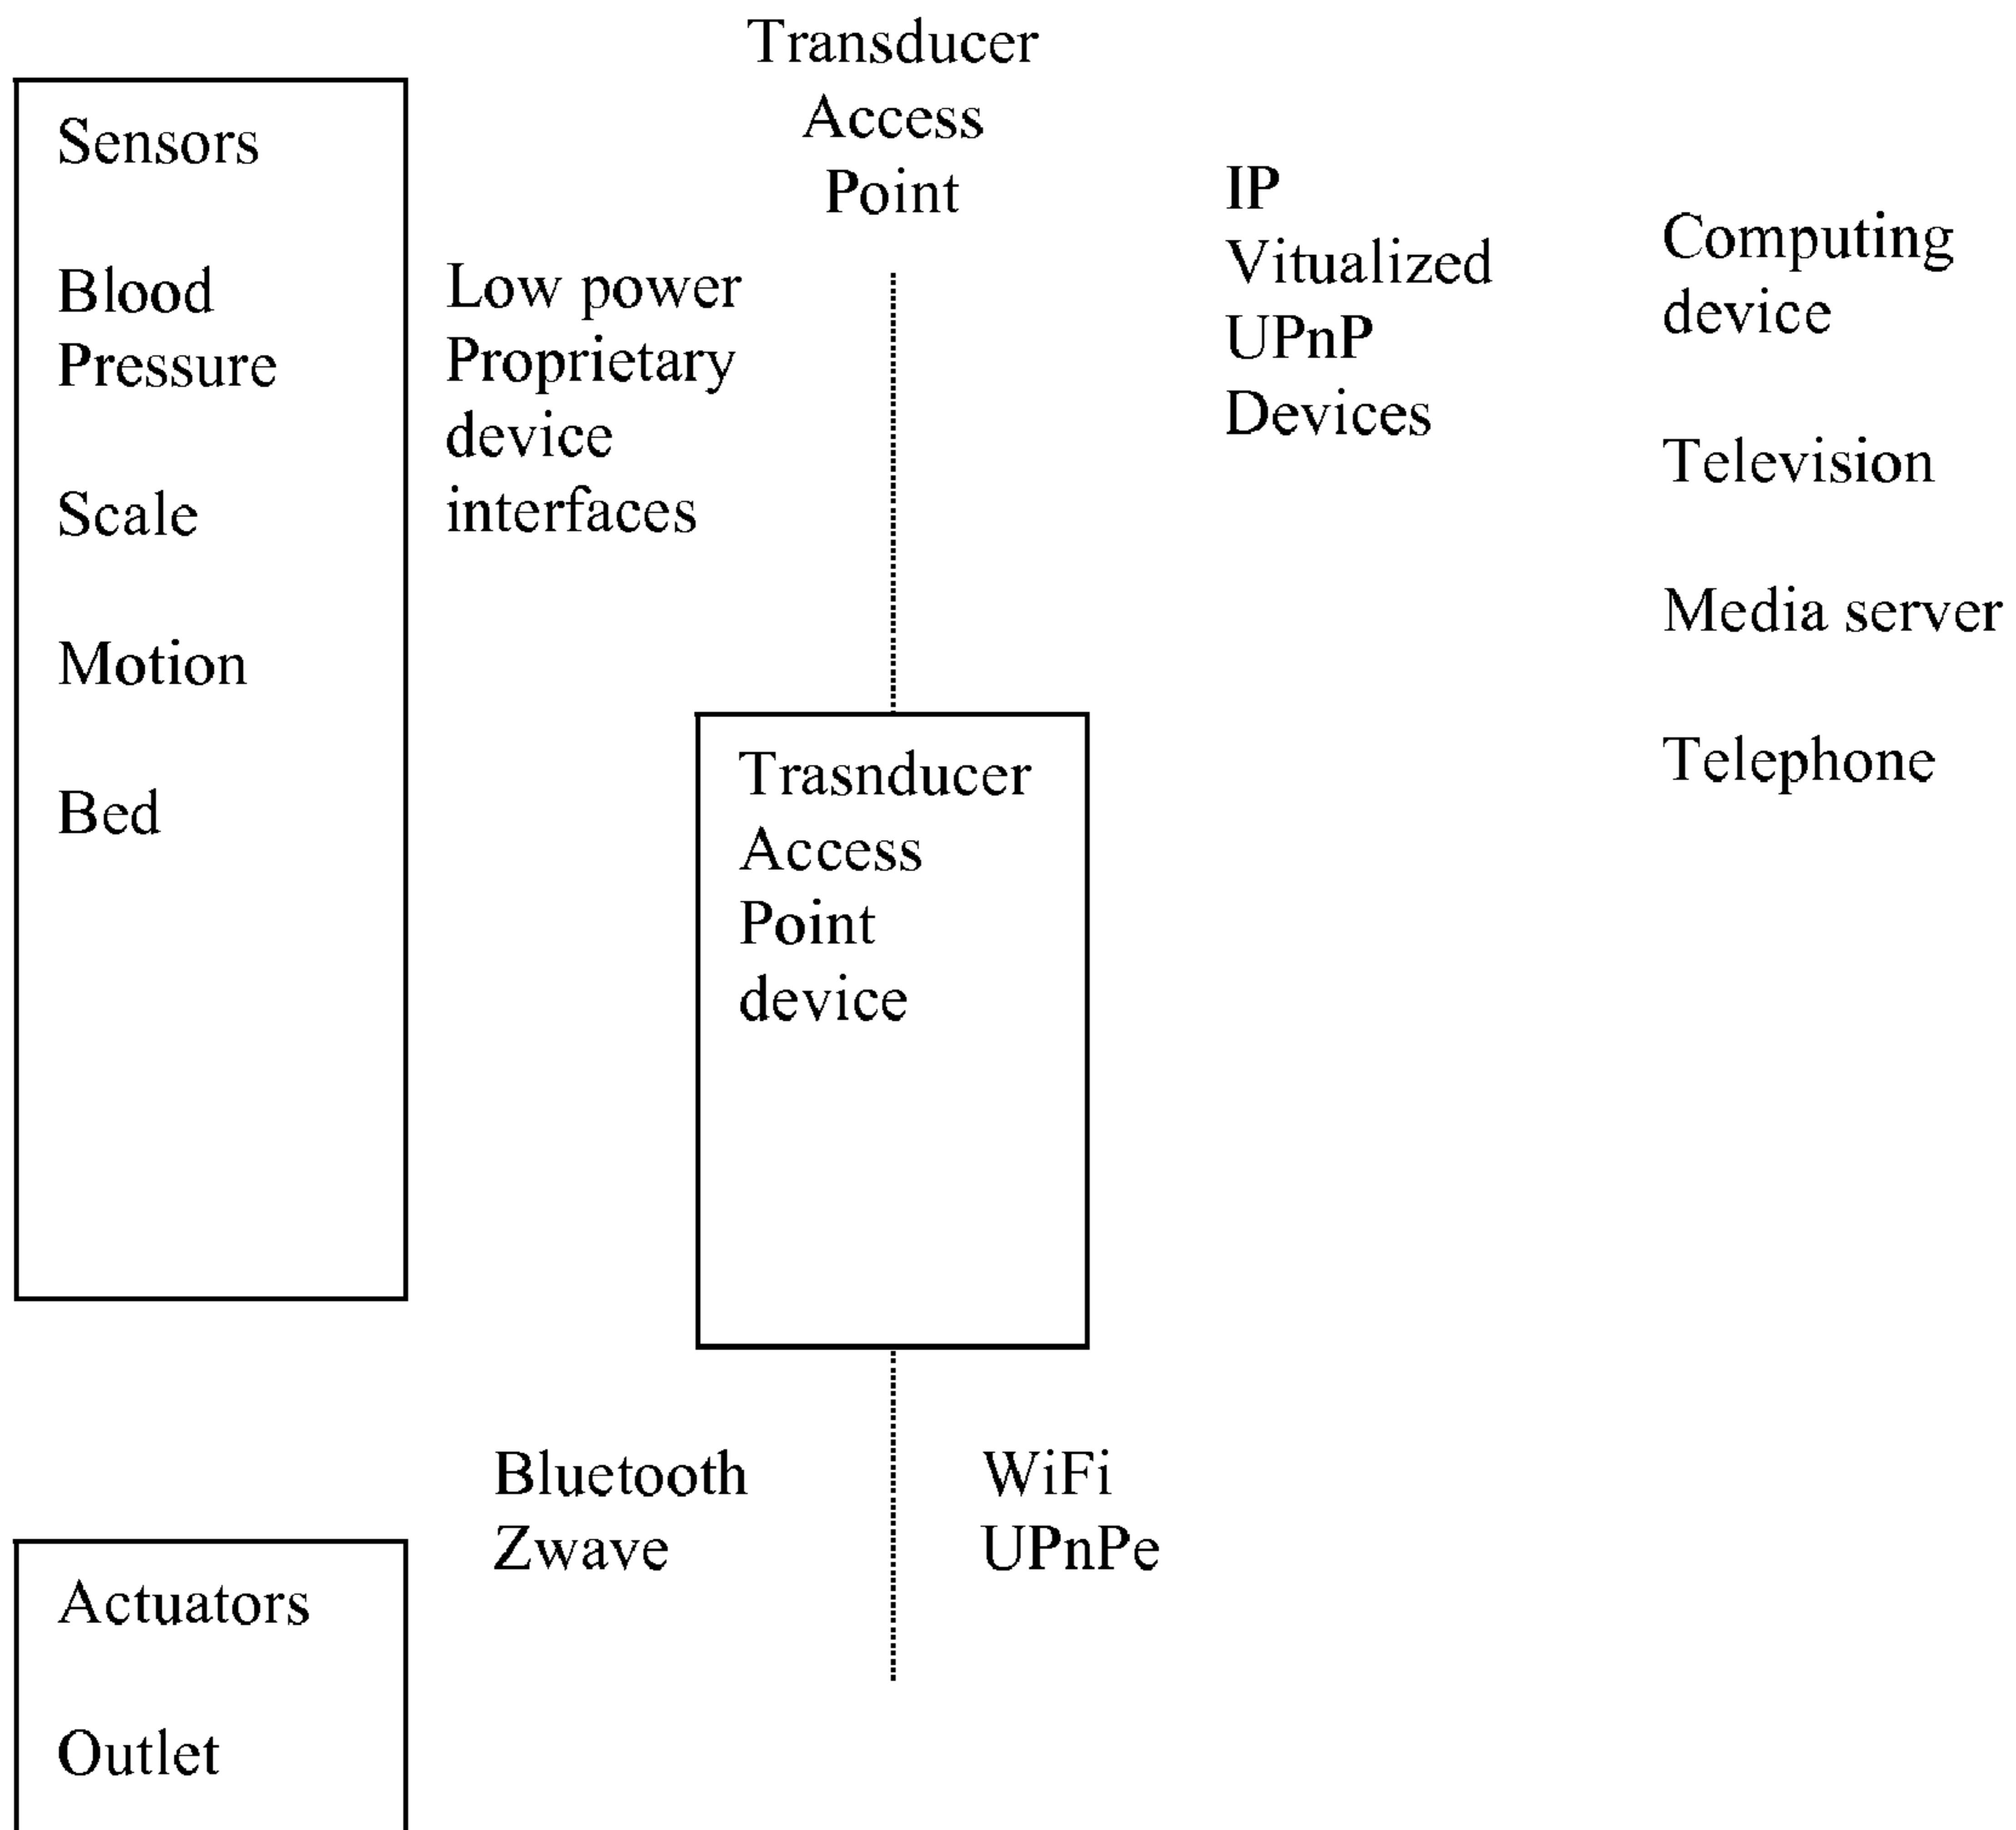 Transducer
Access
Point
Sensors
Blood
Pressure
Scale
Motion
Bed
Low power
Proprietary
device
interfaces
IP
Vitualized
UPnP
Devices
Computing
device
Television
Media server
Telephone
Trasnducer
Access
Point
device
Bluetooth
Zwave
WiFi
UPnPe
Actuators
Outlet